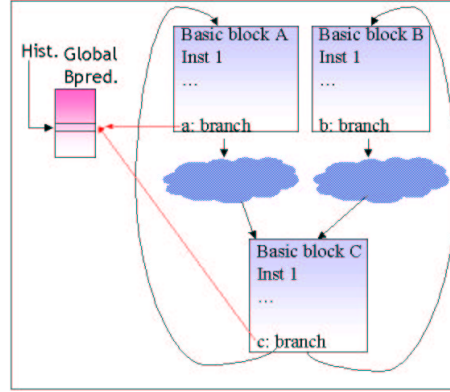 Hist.
Global
Bpred.
Basic block A
Inst 1
...
a: branch
Basic block B
Inst 1
...
b: branch
Basic block C
Inst 1
...
c: branch